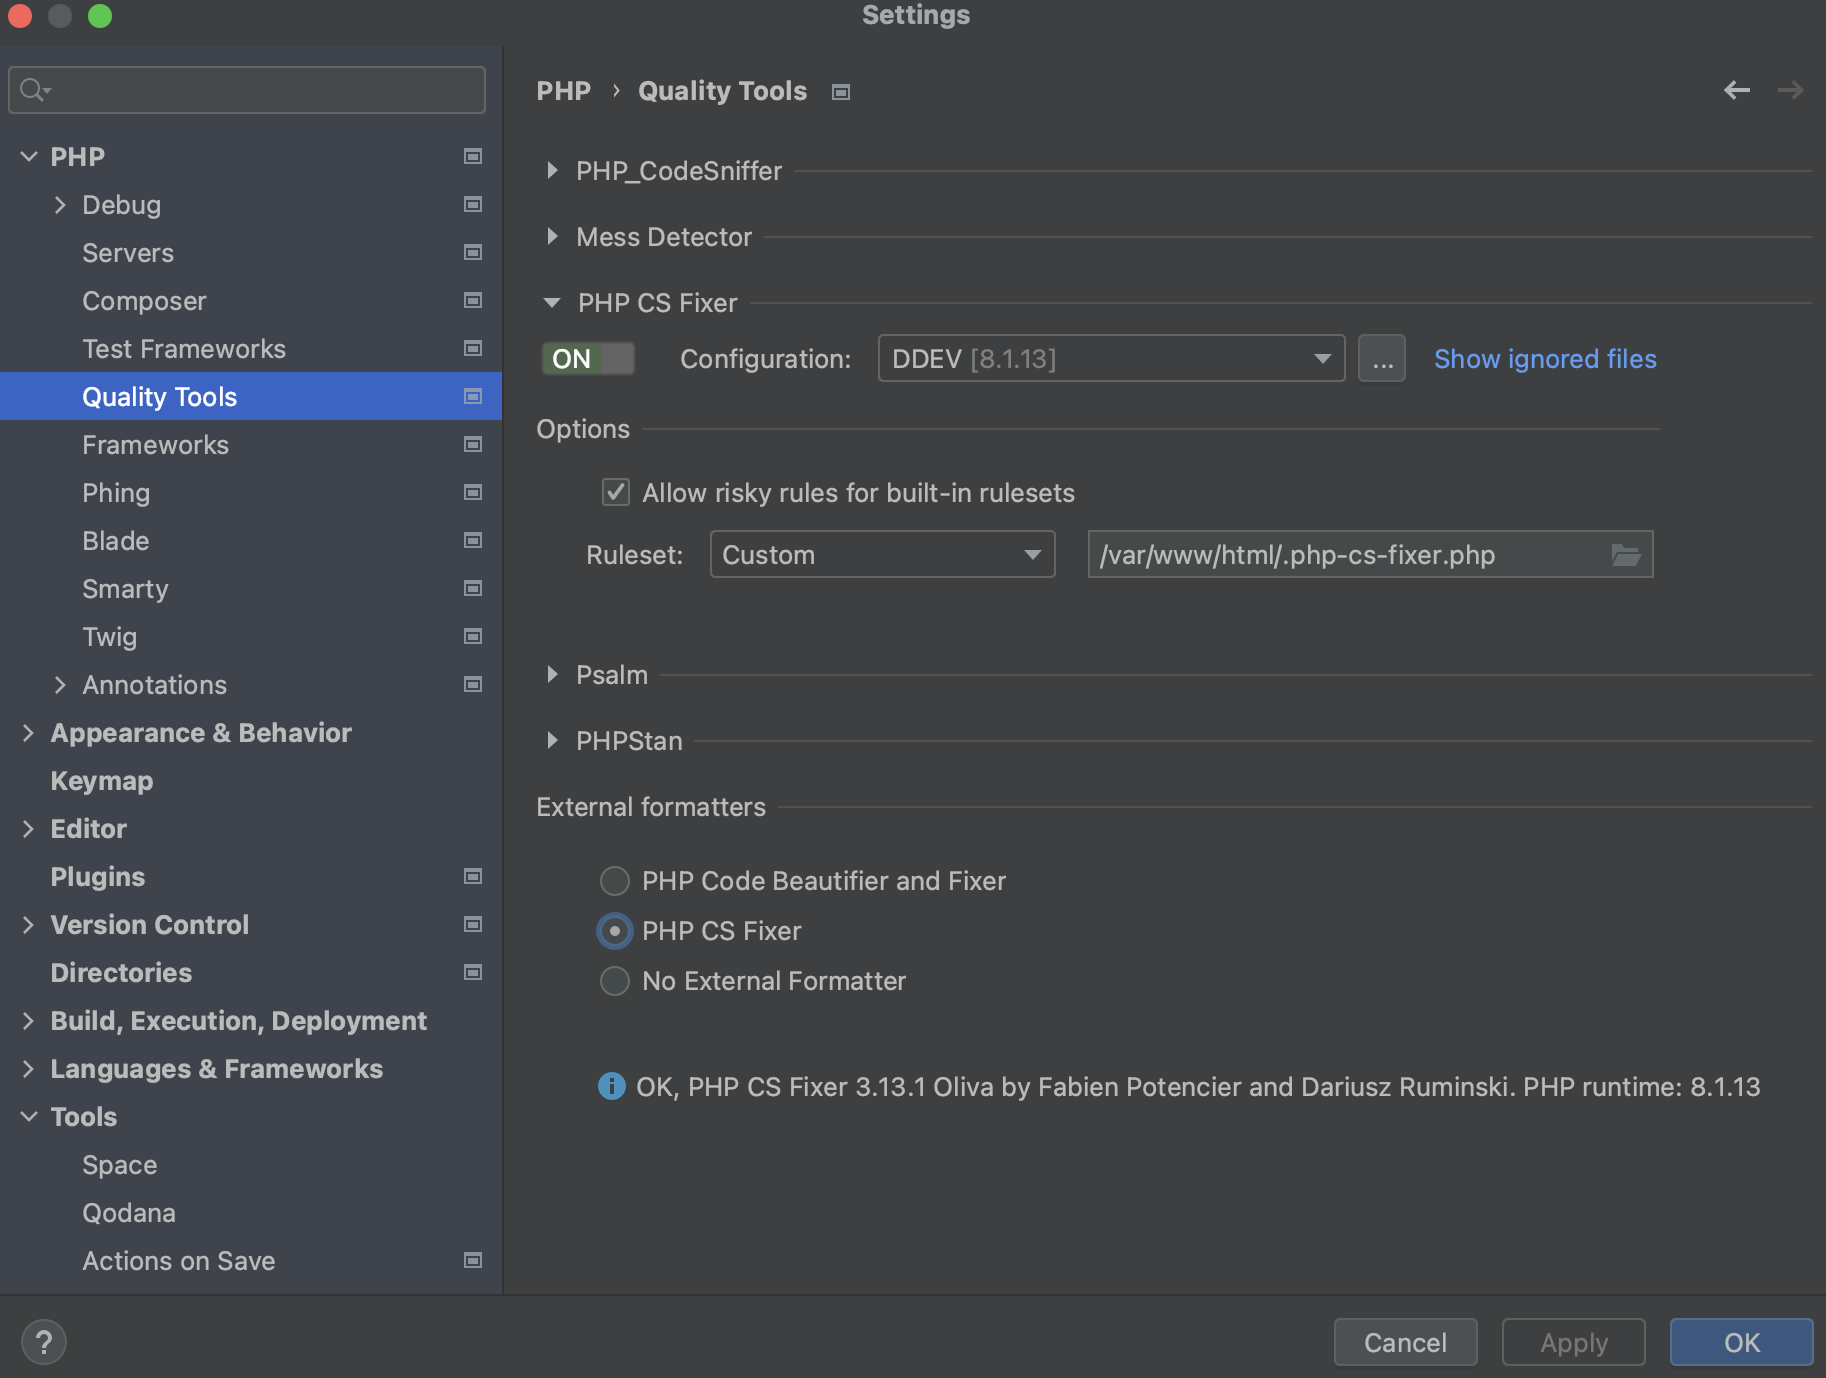 Settings
PHP
Debug
Servers
Composer
Test Frameworks
Quality Tools
Frameworks
Phing
Blade
Smarty
Twig
Annotations
Appearance & Behavior
Keymap
Editor
Plugins
Version Control
Directories
Build, Execution, Deployment
Languages & Frameworks
Tools
Space
Qodana
Actions on Save
PHP › Quality Tools
PHP_CodeSniffer
Mess Detector
PHP CS Fixer
ON Configuration: DDEV [8.1.13] ... Show ignored files
Options
Allow risky rules for built-in rulesets
Ruleset: Custom /var/www/html/.php-cs-fixer.php
Psalm
PHPStan
External formatters
PHP Code Beautifier and Fixer
PHP CS Fixer
No External Formatter
OK, PHP CS Fixer 3.13.1 Oliva by Fabien Potencier and Dariusz Ruminski. PHP runtime: 8.1.13
? Cancel Apply OK